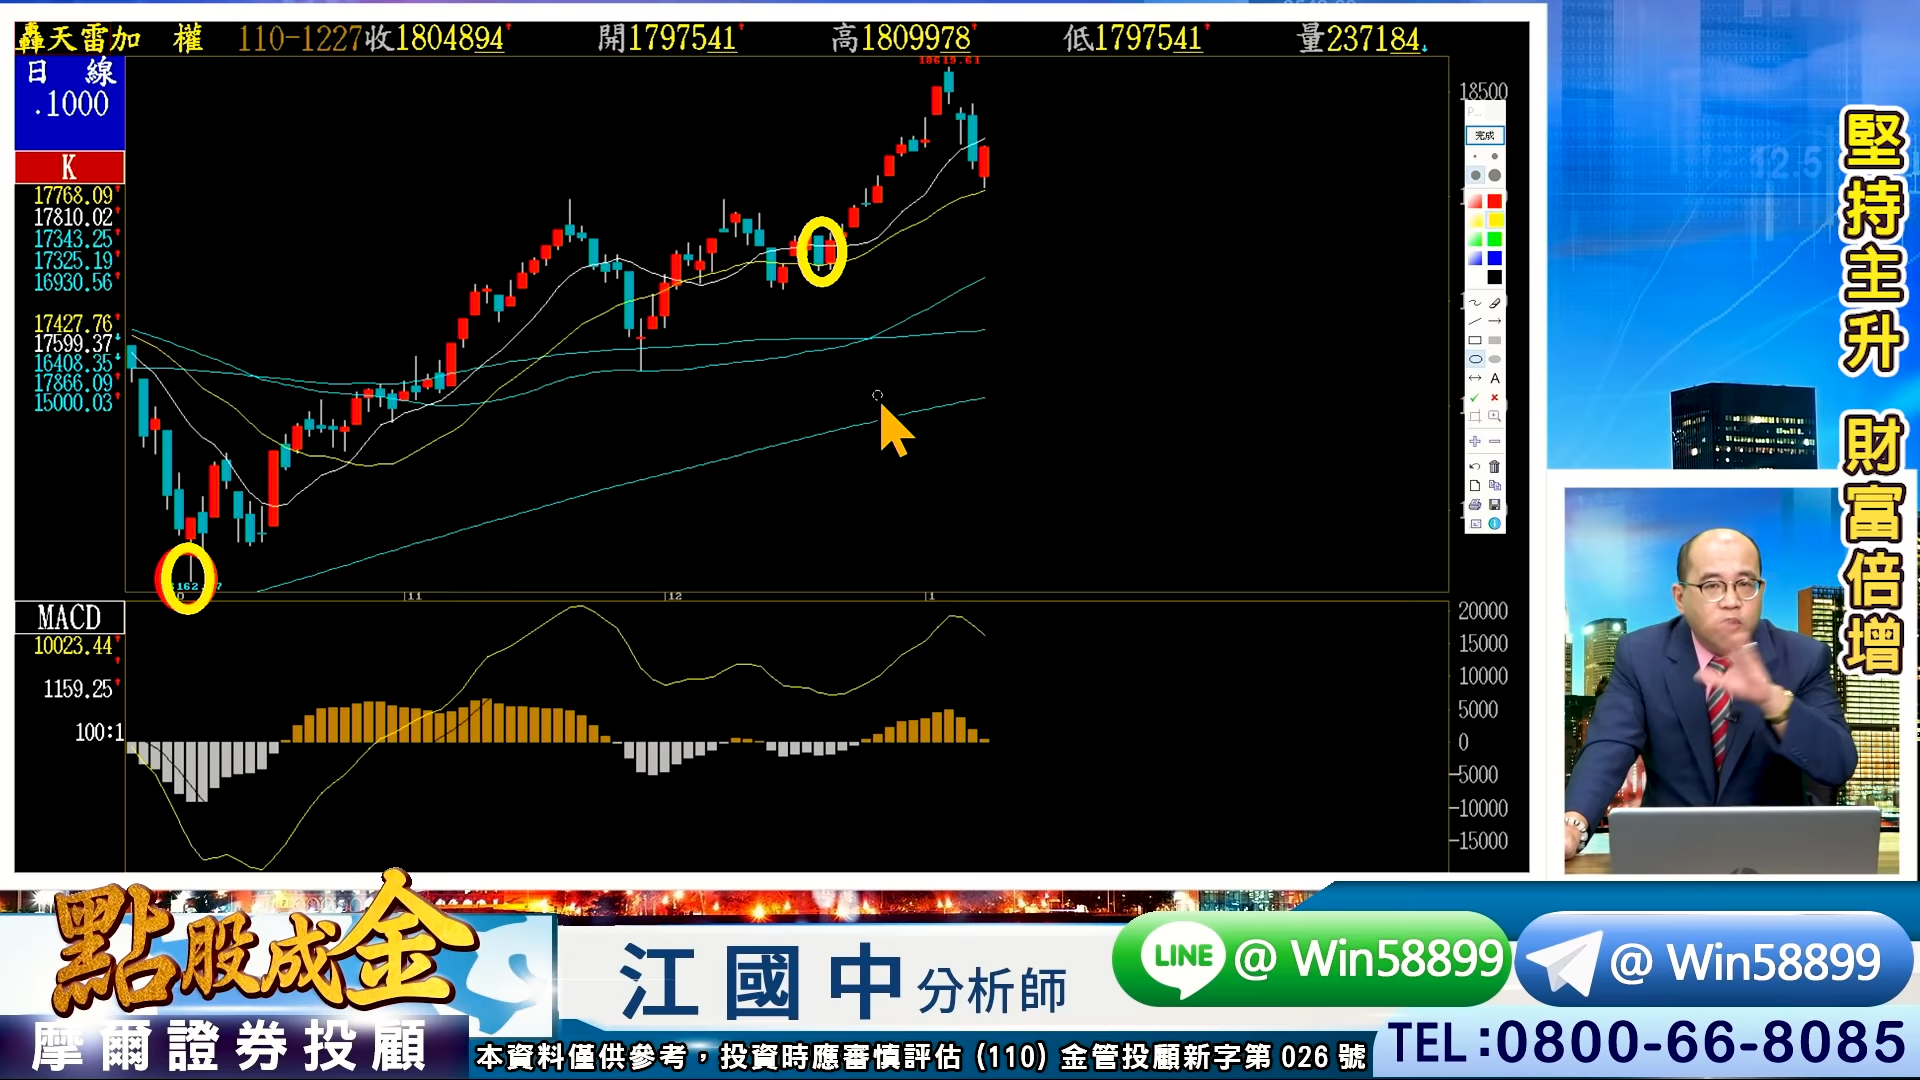 轟天雷加 權 110-1227收1804894 開1797541 高1809978 低1797541 量237184
日 線
.1000
K
17768.09
17810.02
17343.25
17325.19
16930.56
17427.76
17599.37
16408.35
17866.09
15000.03
18619.61
18500
完成
A
11
12
1
MACD
10023.44
1159.25
100:1
20000
15000
10000
5000
0
-5000
-10000
-15000
堅持主升 財富倍增
點股成金
摩爾證券投顧
江國中 分析師
LINE @ Win58899
@ Win58899
TEL:0800-66-8085
本資料僅供參考，投資時應審慎評估 (110) 金管投顧新字第 026 號